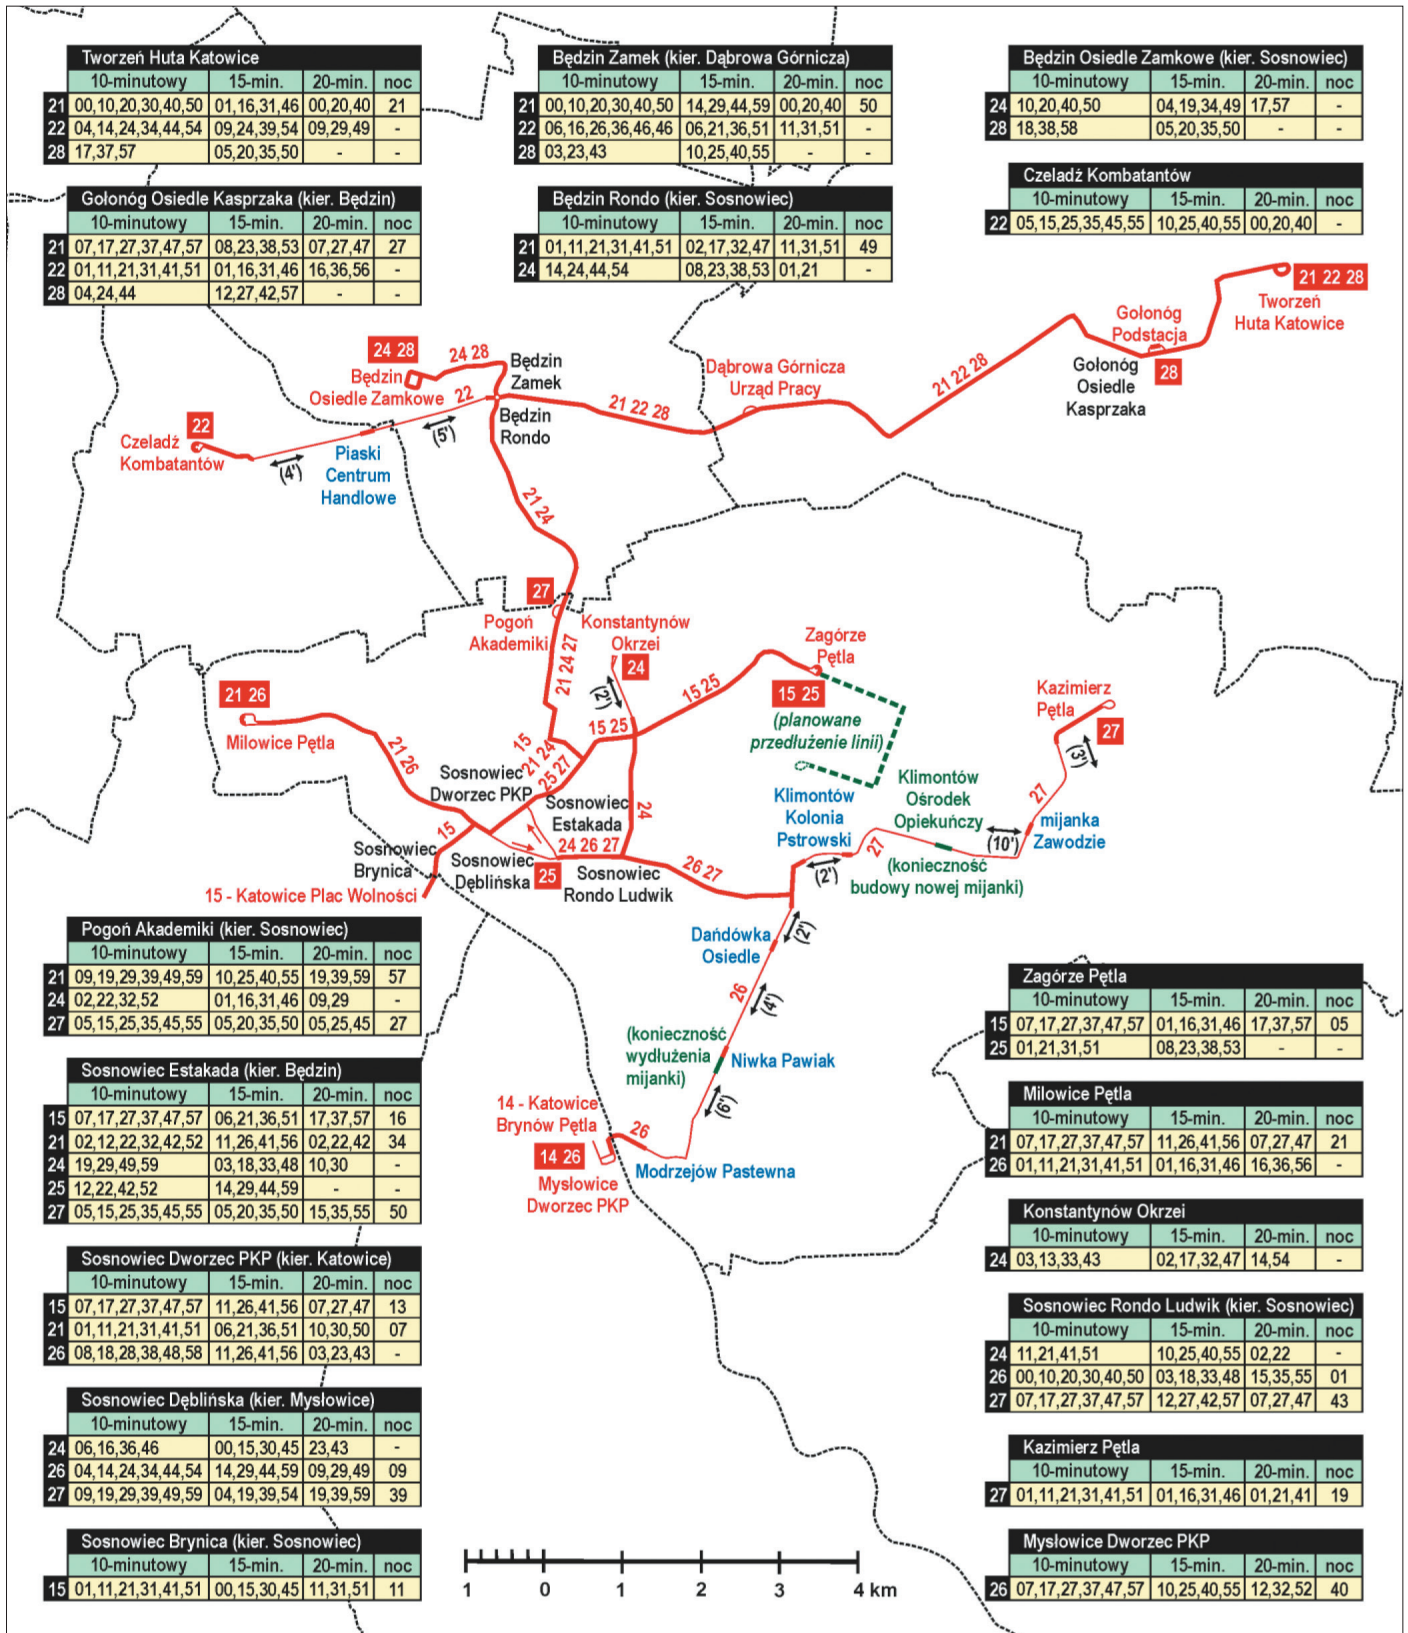 Tworzeń Huta Katowice
10-minutowy 15-min. 20-min. noc
21 00,10,20,30,40,50 01,16,31,46 00,20,40 21
22 04,14,24,34,44,54 09,24,39,54 09,29,49 -
28 17,37,57 05,20,35,50 - -
Gołonóg Osiedle Kasprzaka (kier. Będzin)
10-minutowy 15-min. 20-min. noc
21 07,17,27,37,47,57 08,23,38,53 07,27,47 27
22 01,11,21,31,41,51 01,16,31,46 16,36,56 -
28 04,24,44 12,27,42,57 - -
Będzin Zamek (kier. Dąbrowa Górnicza)
10-minutowy 15-min. 20-min. noc
21 00,10,20,30,40,50 14,29,44,59 00,20,40 50
22 06,16,26,36,46,46 06,21,36,51 11,31,51 -
28 03,23,43 10,25,40,55 - -
Będzin Rondo (kier. Sosnowiec)
10-minutowy 15-min. 20-min. noc
21 01,11,21,31,41,51 02,17,32,47 11,31,51 49
24 14,24,44,54 08,23,38,53 01,21 -
Będzin Osiedle Zamkowe (kier. Sosnowiec)
10-minutowy 15-min. 20-min. noc
24 10,20,40,50 04,19,34,49 17,57 -
28 18,38,58 05,20,35,50 - -
Czeladź Kombatantów
10-minutowy 15-min. 20-min. noc
22 05,15,25,35,45,55 10,25,40,55 00,20,40 -
21 22 28
Tworzeń
Huta Katowice
Gołonóg
Podstacja
28
Gołonóg
Osiedle
Kasprzaka
21 22 28
Dąbrowa Górnicza
Urząd Pracy
21 22 28
24 28
Będzin
Osiedle Zamkowe
24 28
Będzin
Zamek
Będzin
Rondo
22
(5')
22
Czeladź
Kombatantów
(4')
Piaski
Centrum
Handlowe
21 24
27
Pogoń
Akademiki
21 24 27
Konstantynów
Okrzei
24
(2')
Zagórze
Pętla
15 25
15 25
15 25
(planowane
przedłużenie linii)
Kazimierz
Pętla
27
(3')
27
mijanka
Zawodzie
(10')
Klimontów
Ośrodek
Opiekuńczy
(konieczność
budowy nowej mijanki)
Klimontów
Kolonia
Pstrowski
27
(2')
21 26
Milowice Pętla
21 26
15
21 24
25 27
Sosnowiec
Dworzec PKP
Sosnowiec
Estakada
24
24 26 27
25
Sosnowiec
Rondo Ludwik
Sosnowiec
Dęblińska
15
Sosnowiec
Brynica
15 - Katowice Plac Wolności
26 27
(2')
Dańdówka
Osiedle
26
(4')
(konieczność
wydłużenia
mijanki)
Niwka Pawiak
(6')
14 - Katowice
Brynów Pętla
26
14 26
Mysłowice
Dworzec PKP
Modrzejów Pastewna
Pogoń Akademiki (kier. Sosnowiec)
10-minutowy 15-min. 20-min. noc
21 09,19,29,39,49,59 10,25,40,55 19,39,59 57
24 02,22,32,52 01,16,31,46 09,29 -
27 05,15,25,35,45,55 05,20,35,50 05,25,45 27
Sosnowiec Estakada (kier. Będzin)
10-minutowy 15-min. 20-min. noc
15 07,17,27,37,47,57 06,21,36,51 17,37,57 16
21 02,12,22,32,42,52 11,26,41,56 02,22,42 34
24 19,29,49,59 03,18,33,48 10,30 -
25 12,22,42,52 14,29,44,59 - -
27 05,15,25,35,45,55 05,20,35,50 15,35,55 50
Sosnowiec Dworzec PKP (kier. Katowice)
10-minutowy 15-min. 20-min. noc
15 07,17,27,37,47,57 11,26,41,56 07,27,47 13
21 01,11,21,31,41,51 06,21,36,51 10,30,50 07
26 08,18,28,38,48,58 11,26,41,56 03,23,43 -
Sosnowiec Dęblińska (kier. Mysłowice)
10-minutowy 15-min. 20-min. noc
24 06,16,36,46 00,15,30,45 23,43 -
26 04,14,24,34,44,54 14,29,44,59 09,29,49 09
27 09,19,29,39,49,59 04,19,39,54 19,39,59 39
Sosnowiec Brynica (kier. Sosnowiec)
10-minutowy 15-min. 20-min. noc
15 01,11,21,31,41,51 00,15,30,45 11,31,51 11
Zagórze Pętla
10-minutowy 15-min. 20-min. noc
15 07,17,27,37,47,57 01,16,31,46 17,37,57 05
25 01,21,31,51 08,23,38,53 - -
Milowice Pętla
10-minutowy 15-min. 20-min. noc
21 07,17,27,37,47,57 11,26,41,56 07,27,47 21
26 01,11,21,31,41,51 01,16,31,46 16,36,56 -
Konstantynów Okrzei
10-minutowy 15-min. 20-min. noc
24 03,13,33,43 02,17,32,47 14,54 -
Sosnowiec Rondo Ludwik (kier. Sosnowiec)
10-minutowy 15-min. 20-min. noc
24 11,21,41,51 10,25,40,55 02,22 -
26 00,10,20,30,40,50 03,18,33,48 15,35,55 01
27 07,17,27,37,47,57 12,27,42,57 07,27,47 43
Kazimierz Pętla
10-minutowy 15-min. 20-min. noc
27 01,11,21,31,41,51 01,16,31,46 01,21,41 19
Mysłowice Dworzec PKP
10-minutowy 15-min. 20-min. noc
26 07,17,27,37,47,57 10,25,40,55 12,32,52 40
1 0 1 2 3 4 km